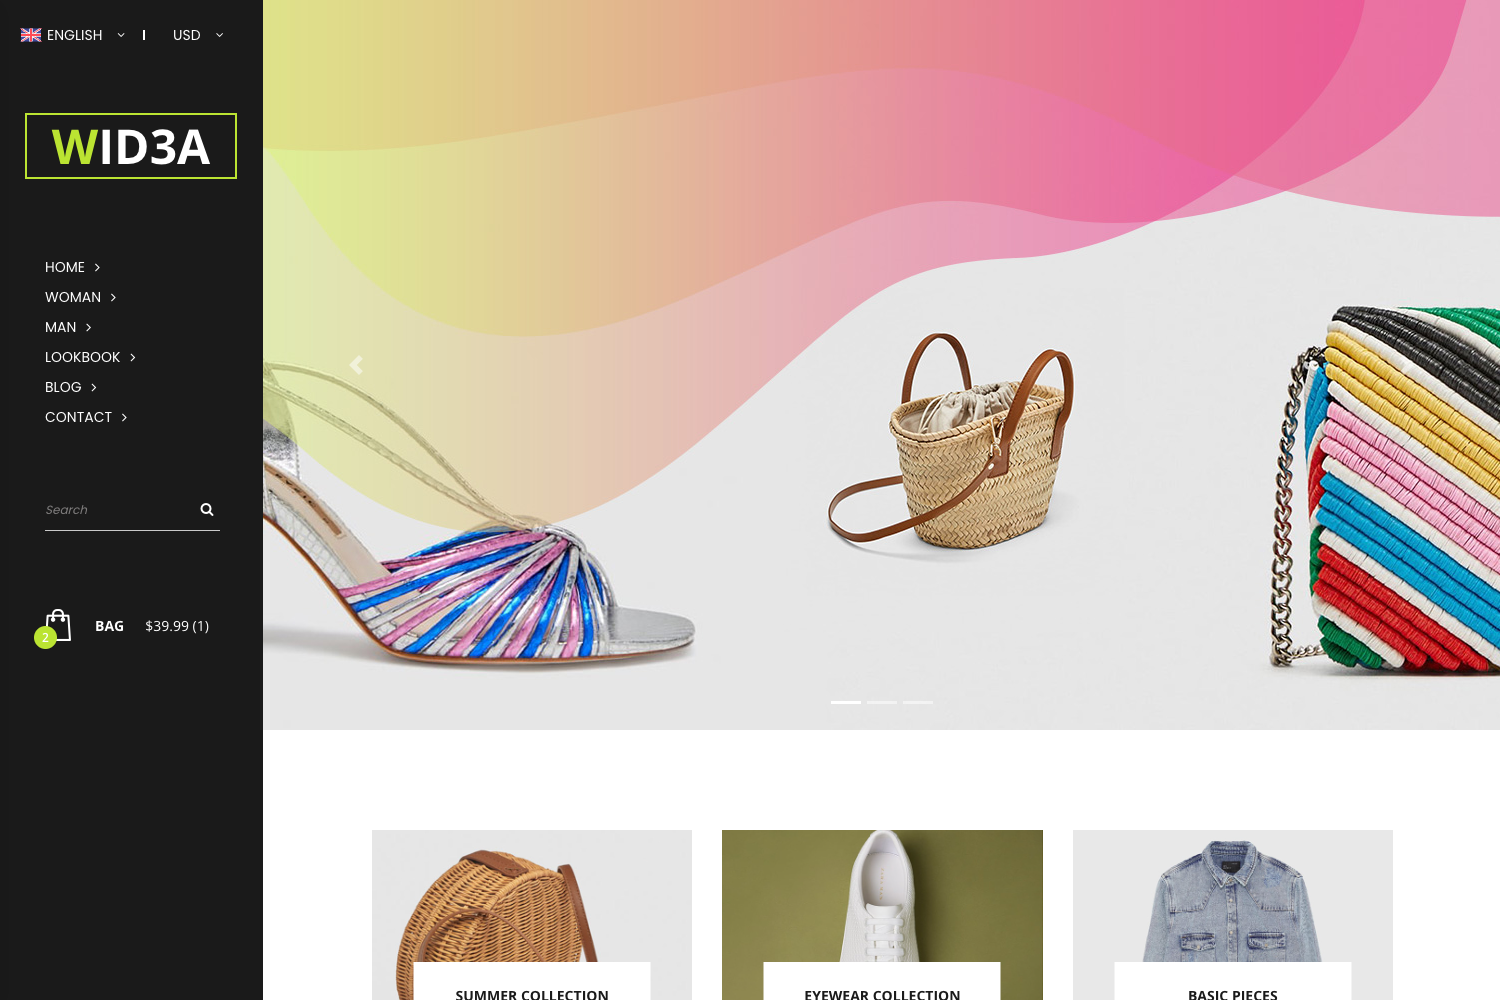 ENGLISH USD
WID3A
HOME
WOMAN
MAN
LOOKBOOK
BLOG
CONTACT
Search
2
BAG $39.99 (1)
SUMMER COLLECTION
EYEWEAR COLLECTION
BASIC PIECES